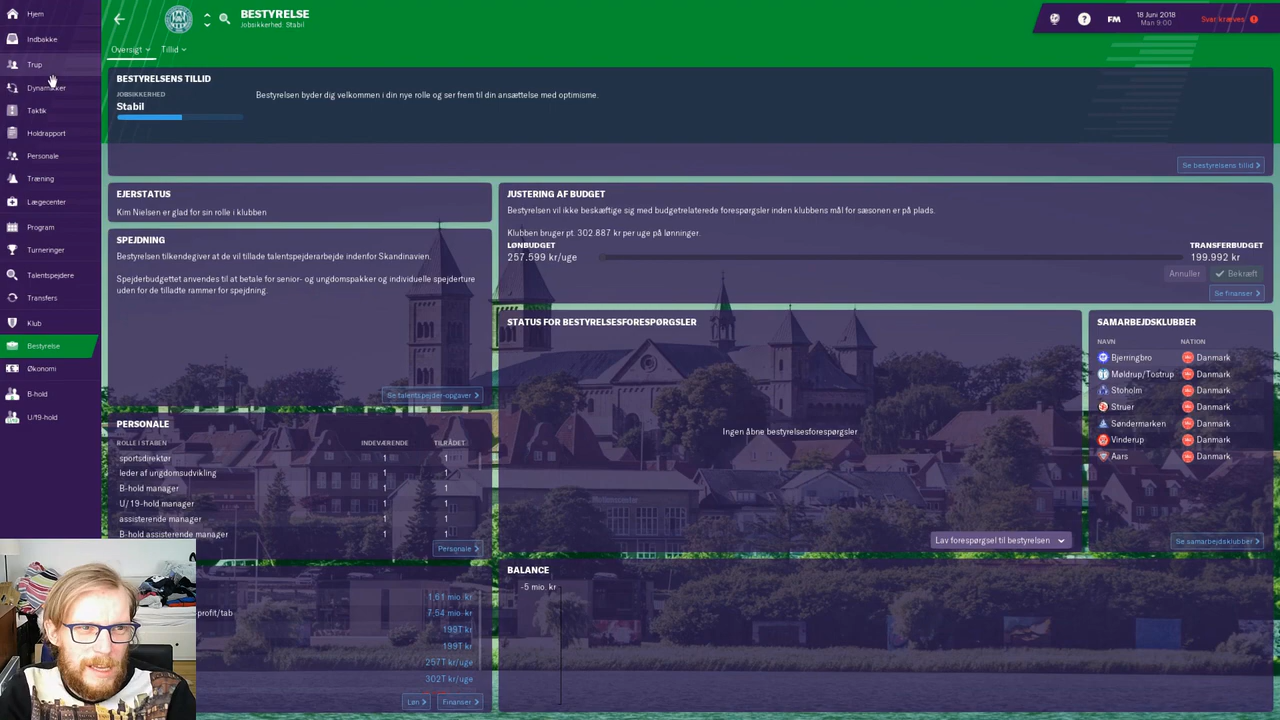 Hjem
Indbakke
Trup
Dynamikker
Taktik
Holdrapport
Personale
Træning
Lægecenter
Program
Turneringer
Talentspejdere
Transfers
Klub
Bestyrelse
Økonomi
B-hold
U/19-hold
BESTYRELSE
Jobsikkerhed Stabil
FM
18 Juni 2018
Man 9:00
Svar kræves
Oversigt
Tillid
BESTYRELSENS TILLID
JOBSIKKERHED
Stabil
Bestyrelsen byder dig velkommen i din nye rolle og ser frem til din ansættelse med optimisme.
Se bestyrelsens tillid
EJERSTATUS
Kim Nielsen er glad for sin rolle i klubben
SPEJDNING
Bestyrelsen tilkendegiver at de vil tillade talentspejderarbejde indenfor Skandinavien.
Spejderbudgettet anvendes til at betale for senior- og ungdomspakker og individuelle spejderture
uden for de tilladte rammer for spejdning.
Se talentspejder-opgaver
PERSONALE
ROLLE I STABEN INDEVÆRENDE TILRÅDET
sportsdirektør 1 1
leder af ungdomsudvikling 1 1
B-hold manager 1 1
U/19-hold manager 1 1
assisterende manager 1 1
B-hold assisterende manager 1 1
Personale
1,61 mio. kr
profit/tab 7,54 mio. kr
199T kr
199T kr
257T kr/uge
302T kr/uge
Løn
Finanser
JUSTERING AF BUDGET
Bestyrelsen vil ikke beskæftige sig med budgetrelaterede forespørgsler inden klubbens mål for sæsonen er på plads.
Klubben bruger pt. 302.887 kr per uge på lønninger.
LØNBUDGET TRANSFERBUDGET
257.599 kr/uge 199.992 kr
Annuller
Bekræft
Se finanser
STATUS FOR BESTYRELSESFORESPØRGSLER
Ingen åbne bestyrelsesforespørgsler
Lav forespørgsel til bestyrelsen
SAMARBEJDSKLUBBER
NAVN NATION
Bjerringbro Danmark
Møldrup/Tostrup Danmark
Stoholm Danmark
Struer Danmark
Søndermarken Danmark
Vinderup Danmark
Aars Danmark
Se samarbejdsklubber
BALANCE
-5 mio. kr